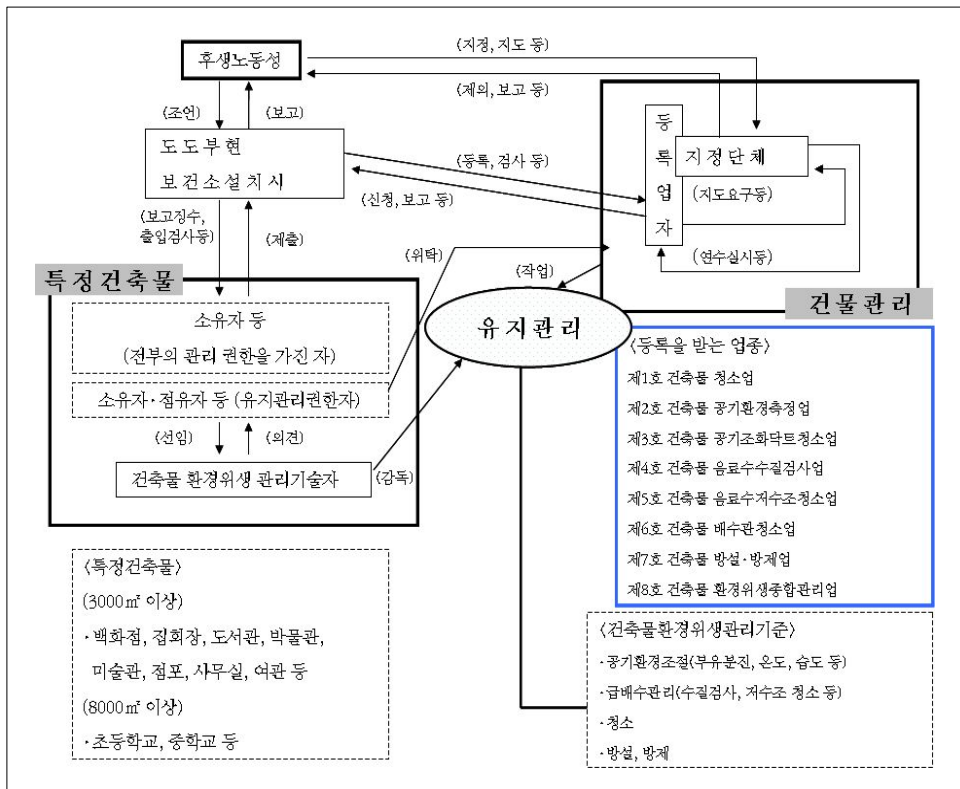 후생노동성
(지정, 지도 등)
(제의, 보고 등)
(조언)
(보고)
도도부현
보건소설치시
(등록, 검사 등)
(신청, 보고 등)
등록업자
지정단체
(지도요구등)
(연수실시등)
(보고징수,
출입검사등)
(제출)
(위탁)
(작업)
특정건축물
건물관리
소유자 등
(전부의 관리 권한을 가진 자)
소유자·점유자 등 (유지관리권한자)
(선임)
(의견)
건축물 환경위생 관리기술자
(감독)
유지관리
〈등록을 받는 업종〉
제1호 건축물 청소업
제2호 건축물 공기환경측정업
제3호 건축물 공기조화닥트청소업
제4호 건축물 음료수수질검사업
제5호 건축물 음료수저수조청소업
제6호 건축물 배수관청소업
제7호 건축물 방설·방제업
제8호 건축물 환경위생종합관리업
〈특정건축물〉
(3000㎡ 이상)
·백화점, 집회장, 도서관, 박물관,
미술관, 점포, 사무실, 여관 등
(8000㎡ 이상)
·초등학교, 중학교 등
〈건축물환경위생관리기준〉
·공기환경조절(부유분진, 온도, 습도 등)
·급배수관리(수질검사, 저수조 청소 등)
·청소
·방설, 방제